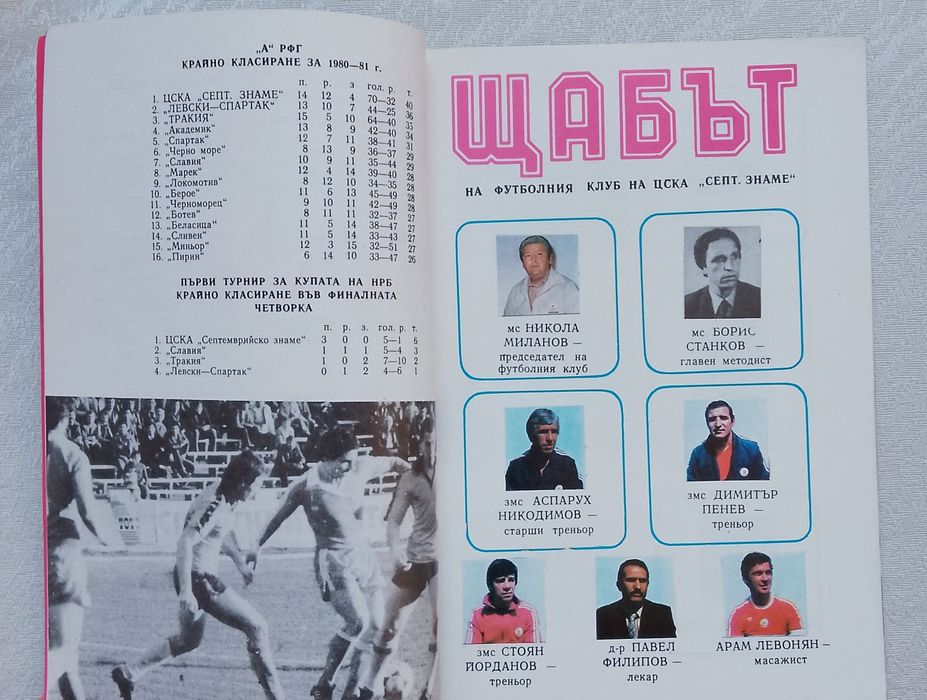 „А“ РФГ
КРАЙНО КЛАСИРАНЕ ЗА 1980—81 г.
п. р. з гол. р. т.
1. ЦСКА „СЕПТ. ЗНАМЕ“ 14 12 4 70—32 40
2. „ЛЕВСКИ—СПАРТАК“ 13 10 7 44—25 36
3. „ТРАКИЯ“ 15 5 10 64—40 35
4. „Академик“ 13 8 9 42—40 34
5. „Спартак“ 12 7 11 38—41 31
6. „Черно море“ 8 13 9 36—37 29
7. „Славия“ 10 9 11 35—44 29
8. „Марек“ 12 4 14 39—40 28
9. „Локомотив“ 8 12 10 34—35 28
10. „Берое“ 11 6 13 45—49 28
11. „Черноморец“ 9 10 11 42—49 28
12. „Ботев“ 8 11 11 32—37 27
13. „Беласица“ 11 5 14 38—47 27
14. „Сливен“ 11 5 14 33—43 27
15. „Миньор“ 12 3 15 32—51 27
16. „Пирин“ 6 14 10 33—47 26
ПЪРВИ ТУРНИР ЗА КУПАТА НА НРБ
КРАЙНО КЛАСИРАНЕ ВЪВ ФИНАЛНАТА
ЧЕТВОРКА
п. р. з. гол. р. т.
1. ЦСКА „Септемврийско знаме“ 3 0 0 5—1 6
2. „Славия“ 1 1 1 5—4 3
3. „Тракия“ 1 0 2 7—10 2
4. „Левски—Спартак“ 0 1 2 4—6 1
ЩАБЪТ
НА ФУТБОЛНИЯ КЛУБ НА ЦСКА „СЕПТ. ЗНАМЕ“
мс НИКОЛА
МИЛАНОВ —
председател на
футболния клуб
мс БОРИС
СТАНКОВ —
главен методист
змс АСПАРУХ
НИКОДИМОВ —
старши треньор
змс ДИМИТЪР
ПЕНЕВ —
треньор
змс СТОЯН
ЙОРДАНОВ —
треньор
д-р ПАВЕЛ
ФИЛИПОВ —
лекар
АРАМ ЛЕВОНЯН —
масажист